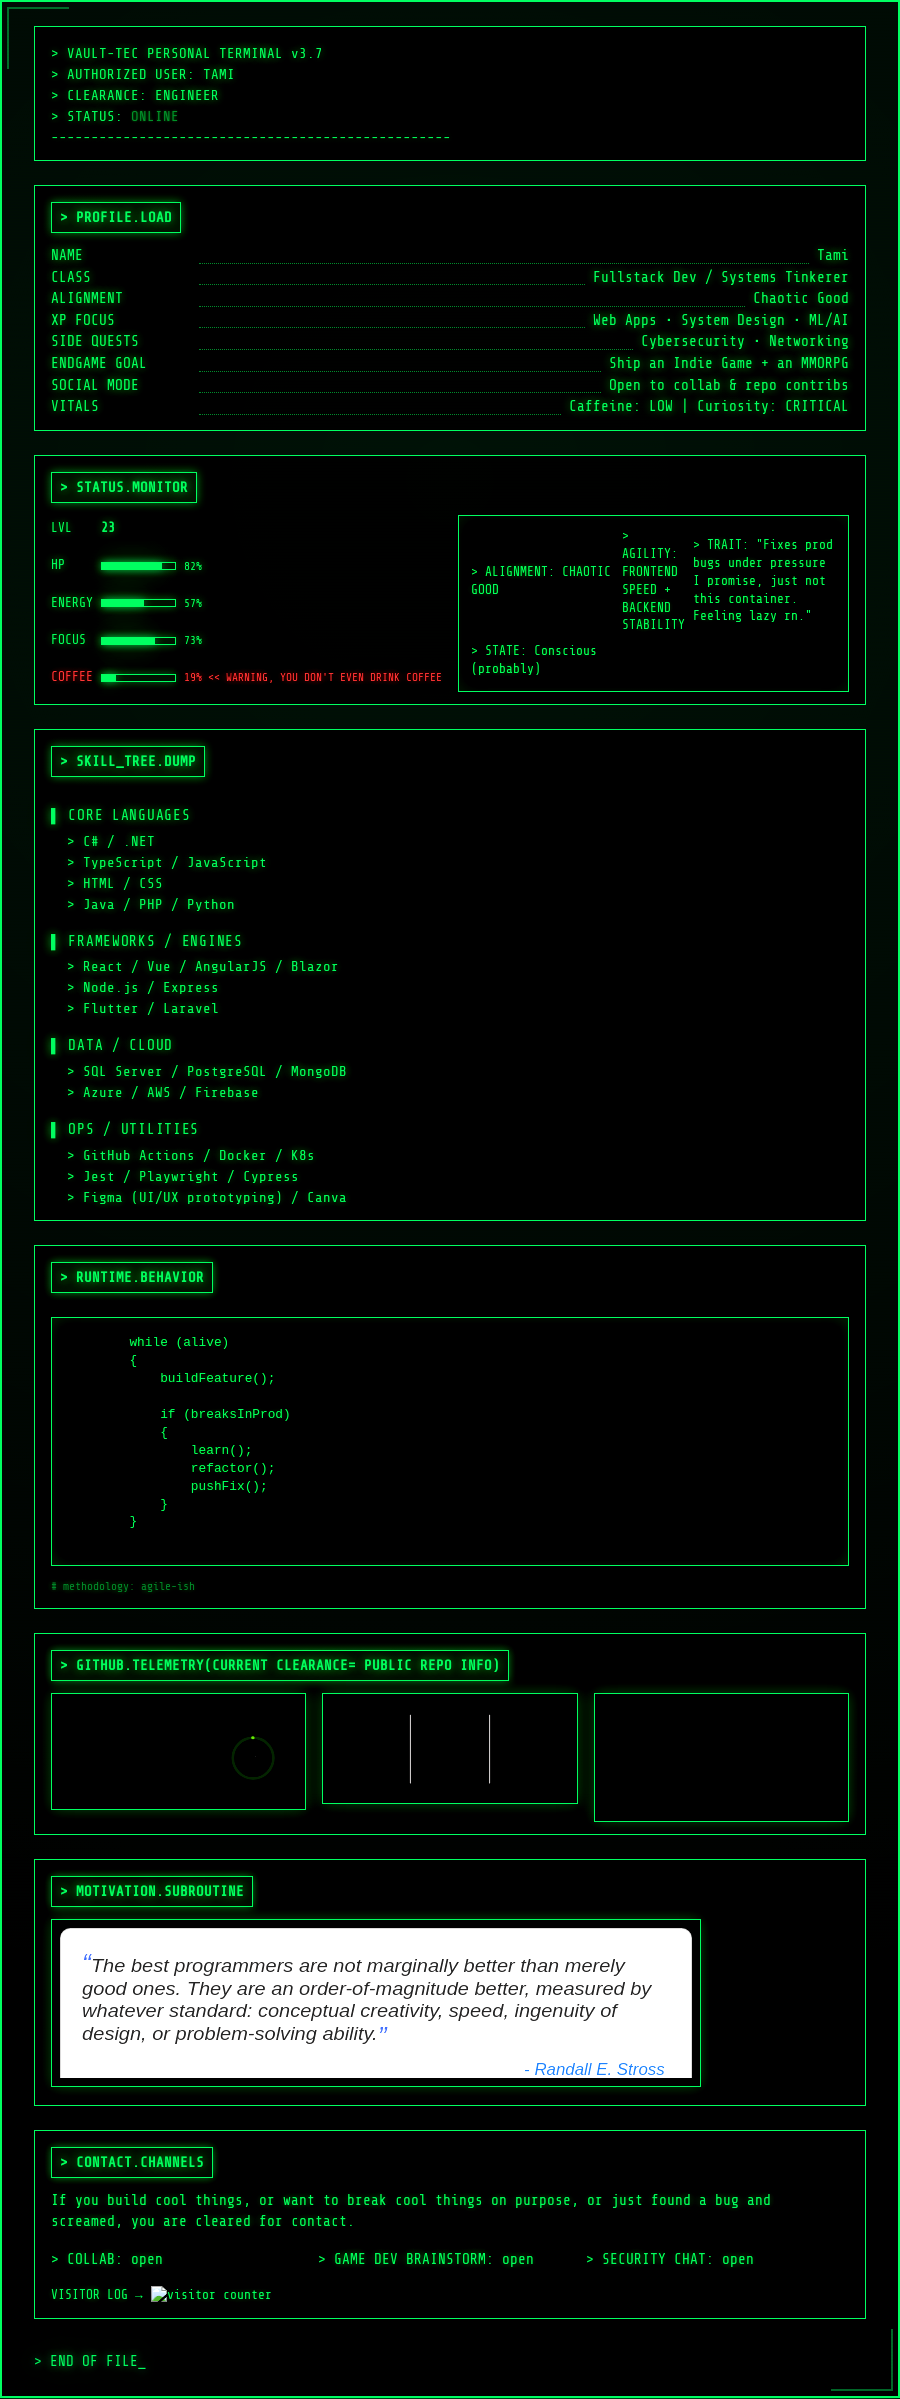 > VAULT-TEC PERSONAL TERMINAL v3.7
> AUTHORIZED USER: TAMI
> CLEARANCE: ENGINEER
> STATUS: ONLINE
--------------------------------------------------
> PROFILE.LOAD
NAME Tami
CLASS Fullstack Dev / Systems Tinkerer
ALIGNMENT Chaotic Good
XP FOCUS Web Apps · System Design · ML/AI
SIDE QUESTS Cybersecurity · Networking
ENDGAME GOAL Ship an Indie Game + an MMORPG
SOCIAL MODE Open to collab & repo contribs
VITALS Caffeine: LOW | Curiosity: CRITICAL
> STATUS.MONITOR
LVL 23
HP 82%
ENERGY 57%
FOCUS 73%
COFFEE 19% << WARNING, YOU DON'T EVEN DRINK COFFEE
> ALIGNMENT: CHAOTIC
GOOD
>
AGILITY:
FRONTEND
SPEED +
BACKEND
STABILITY
> TRAIT: "Fixes prod
bugs under pressure
I promise, just not
this container.
Feeling lazy rn."
> STATE: Conscious
(probably)
> SKILL_TREE.DUMP
▌ CORE LANGUAGES
> C# / .NET
> TypeScript / JavaScript
> HTML / CSS
> Java / PHP / Python
▌ FRAMEWORKS / ENGINES
> React / Vue / AngularJS / Blazor
> Node.js / Express
> Flutter / Laravel
▌ DATA / CLOUD
> SQL Server / PostgreSQL / MongoDB
> Azure / AWS / Firebase
▌ OPS / UTILITIES
> GitHub Actions / Docker / K8s
> Jest / Playwright / Cypress
> Figma (UI/UX prototyping) / Canva
> RUNTIME.BEHAVIOR
while (alive)
{
buildFeature();
if (breaksInProd)
{
learn();
refactor();
pushFix();
}
}
# methodology: agile-ish
> GITHUB.TELEMETRY(CURRENT CLEARANCE= PUBLIC REPO INFO)
> MOTIVATION.SUBROUTINE
“The best programmers are not marginally better than merely
good ones. They are an order-of-magnitude better, measured by
whatever standard: conceptual creativity, speed, ingenuity of
design, or problem-solving ability.”
- Randall E. Stross
> CONTACT.CHANNELS
If you build cool things, or want to break cool things on purpose, or just found a bug and
screamed, you are cleared for contact.
> COLLAB: open > GAME DEV BRAINSTORM: open > SECURITY CHAT: open
VISITOR LOG → visitor counter
> END OF FILE_